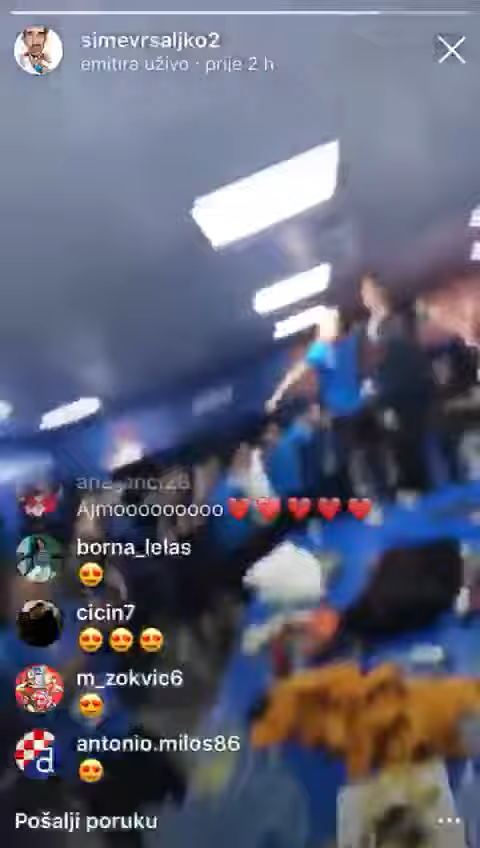 simevrsaljko2
emitira uživo · prije 2 h
Ajmooooooooo❤️❤️❤️❤️❤️
borna_lelas
😍
cicin7
😍😍😍
m_zokvic6
😍
antonio.milos86
😍
Pošalji poruku